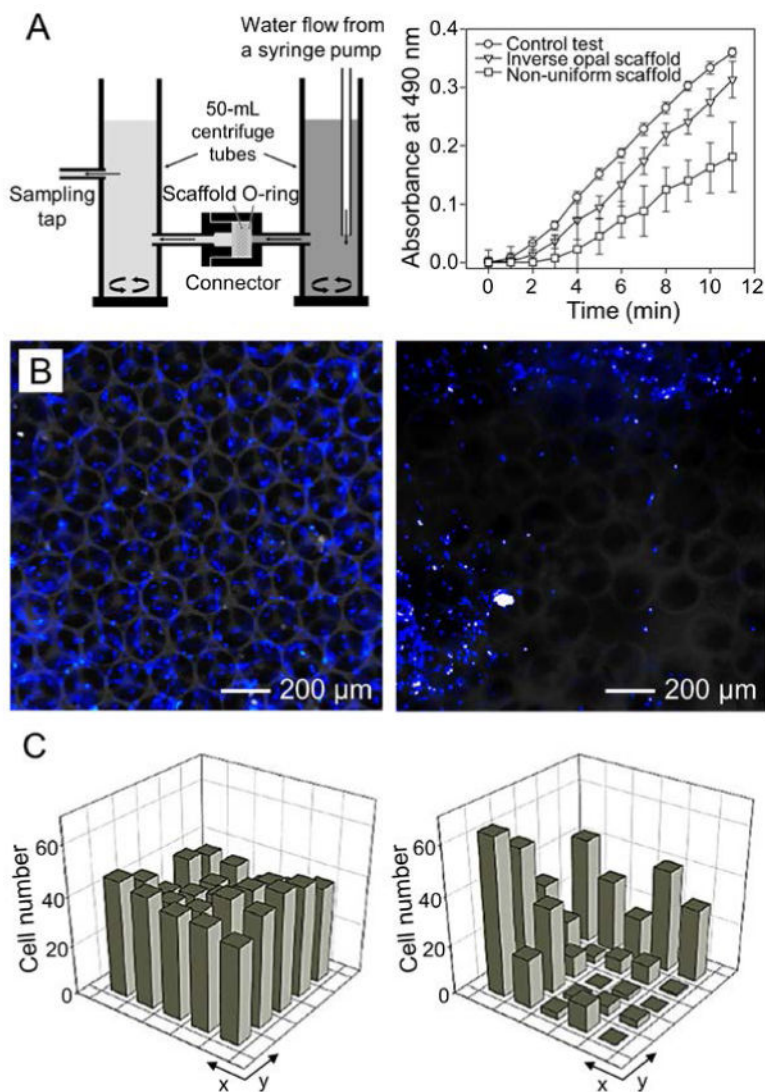 A
Water flow from
a syringe pump
50-mL
centrifuge
tubes
Sampling
tap
Scaffold O-ring
Connector
Absorbance at 490 nm
0.4
0.3
0.2
0.1
0.0
Control test
Inverse opal scaffold
Non-uniform scaffold
0 2 4 6 8 10 12
Time (min)
B
200 µm
200 µm
C
Cell number
60
40
20
0
x
y
Cell number
60
40
20
0
x
y